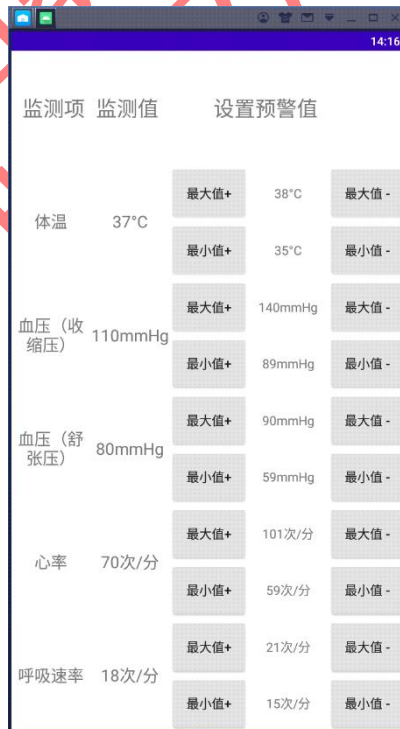 14:16
监测项 监测值 设置预警值
最大值+ 38°C 最大值 -
体温 37°C
最小值+ 35°C 最小值 -
最大值+ 140mmHg 最大值 -
血压（收
缩压） 110mmHg
最小值+ 89mmHg 最小值 -
最大值+ 90mmHg 最大值 -
血压（舒
张压） 80mmHg
最小值+ 59mmHg 最小值 -
最大值+ 101次/分 最大值 -
心率 70次/分
最小值+ 59次/分 最小值 -
最大值+ 21次/分 最大值 -
呼吸速率 18次/分
最小值+ 15次/分 最小值 -